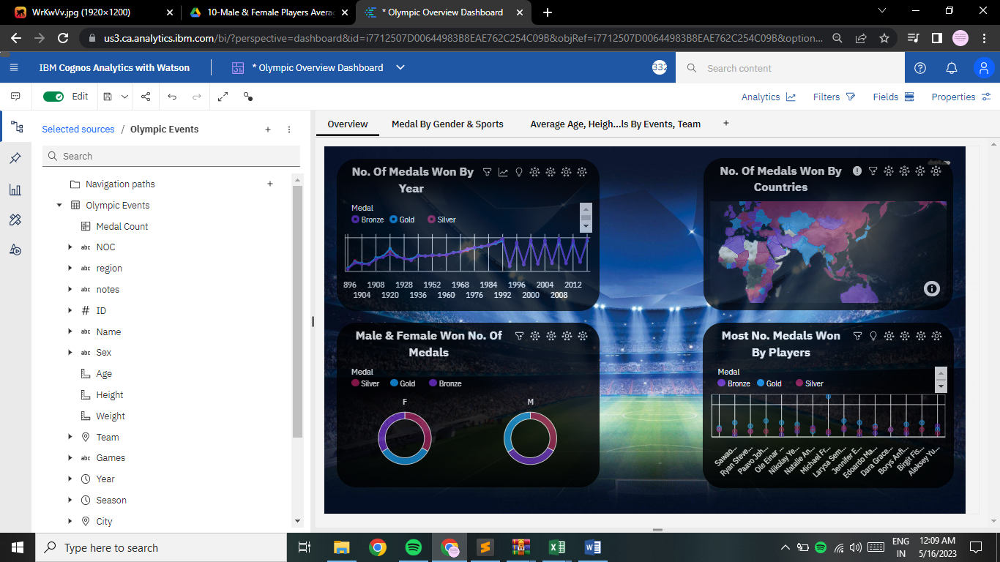 WrKwVv.jpg (1920×1200)
10-Male & Female Players Avera
* Olympic Overview Dashboard
us3.ca.analytics.ibm.com/bi/?perspective=dashboard&id=i7712507D00644983B8EAE762C254C09B&objRef=i7712507D00644983B8EAE762C254C09B&option...
IBM Cognos Analytics with Watson
* Olympic Overview Dashboard
332
Search content
Edit
Analytics
Filters
Fields
Properties
Selected sources / Olympic Events
Search
Navigation paths
Olympic Events
Medal Count
abc NOC
abc region
abc notes
# ID
abc Name
abc Sex
Age
Height
Weight
Team
abc Games
Year
Season
City
Overview
Medal By Gender & Sports
Average Age, Heigh...ls By Events, Team
No. Of Medals Won By
Year
Medal
Bronze Gold Silver
896 1908 1928 1952 1968 1984 1996 2004 2012
1904 1920 1936 1960 1976 1992 2000 2008
No. Of Medals Won By
Countries
Male & Female Won No. Of
Medals
Medal
Silver Gold Bronze
F M
Most No. Medals Won
By Players
Medal
Bronze Gold Silver
Sawao...
Ryan Steve...
Paavo Joh...
Ole Einar ...
Nikolay Ye...
Natalie An...
Michael Fr...
Larysa Sem...
Jennifer E...
Edoardo Ma...
Dara Grace...
Borys Anfi...
Birgit Fis...
Aleksey Yu...
Type here to search
ENG
IN
12:09 AM
5/16/2023